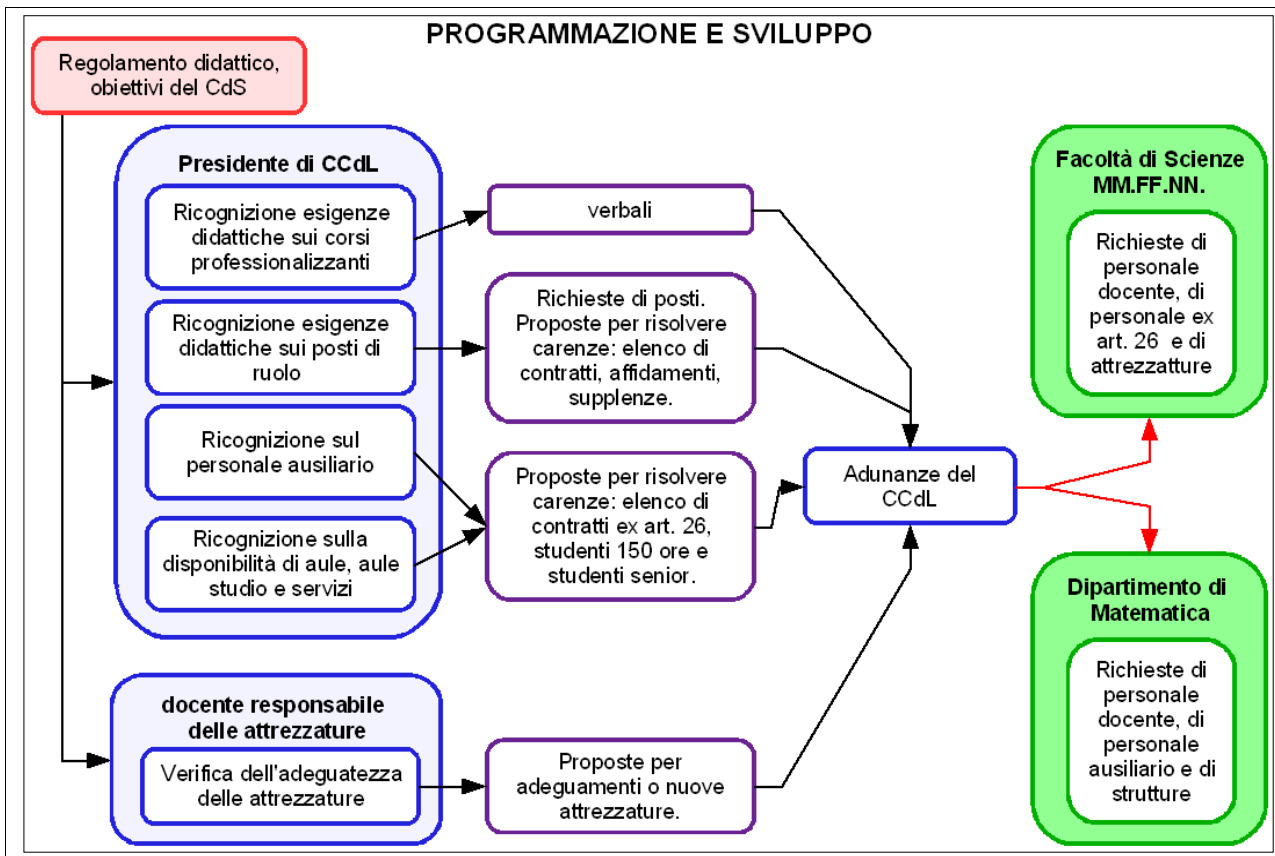 PROGRAMMAZIONE E SVILUPPO
Regolamento didattico,
obiettivi del CdS
Presidente di CCdL
Ricognizione esigenze
didattiche sui corsi
professionalizzanti
Ricognizione esigenze
didattiche sui posti di
ruolo
Ricognizione sul
personale ausiliario
Ricognizione sulla
disponibilità di aule, aule
studio e servizi
docente responsabile
delle attrezzature
Verifica dell'adeguatezza
delle attrezzature
verbali
Richieste di posti.
Proposte per risolvere
carenze: elenco di
contratti, affidamenti,
supplenze.
Proposte per risolvere
carenze: elenco di
contratti ex art. 26,
studenti 150 ore e
studenti senior.
Proposte per
adeguamenti o nuove
attrezzature.
Adunanze del
CCdL
Facoltà di Scienze
MM.FF.NN.
Richieste di
personale
docente, di
personale ex
art. 26 e di
attrezzatture
Dipartimento di
Matematica
Richieste di
personale
docente, di
personale
ausiliario e di
strutture